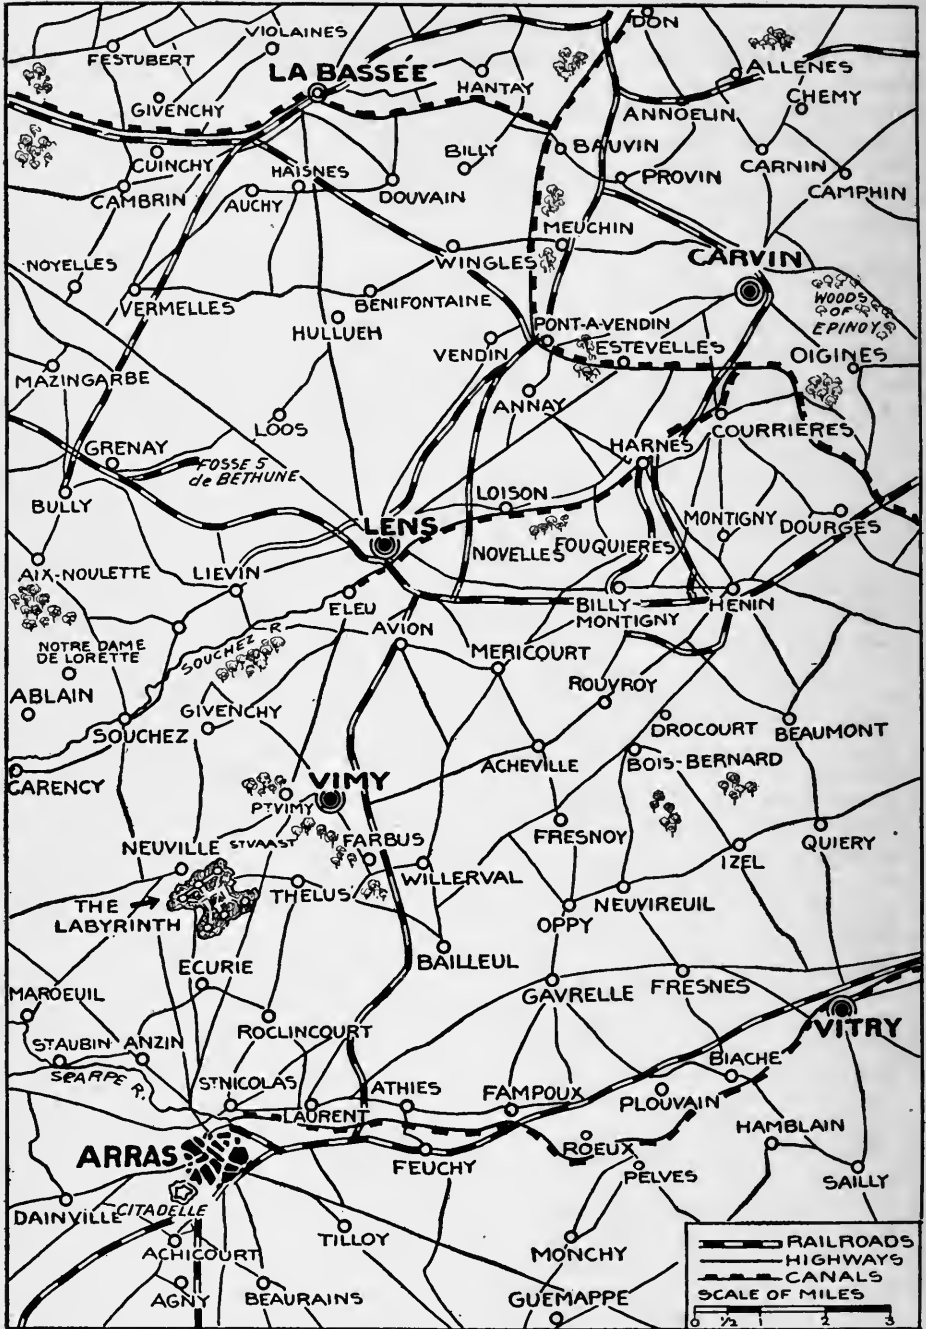 DON
VIOLAINES
FESTUBERT
ALLENES
LA BASSÉE
HANTAY
CHEMY
GIVENCHY
ANNOELIN
BAUVIN
CUINCHY
BILLY
CARNIN
HAISNES
PROVIN
CAMBRIN
AUCHY
DOUVAIN
CAMPHIN
MEUCHIN
CARVIN
NOYELLES
WINGLES
VERMELLES
BENIFONTAINE
WOODS
OF
EPINOY
HULLUEH
PONT-A-VENDIN
VENDIN
ESTEVELLES
OIGINES
MAZINGARBE
ANNAY
LOOS
COURRIÈRES
GRENAY
HARNES
FOSSE 5
de BETHUNE
LOISON
BULLY
MONTIGNY
DOURGES
LENS
NOVELLES
FOUQUIERES
AIX-NOULETTE
LIEVIN
ELEU
BILLY-
MONTIGNY
HENIN
AVION
NOTRE DAME
DE LORETTE
SOUCHEZ R.
MERICOURT
ABLAIN
ROUVROY
GIVENCHY
SOUCHEZ
DROCOURT
BEAUMONT
ACHEVILLE
BOIS-BERNARD
CARENCY
VIMY
PT VIMY
FRESNOY
NEUVILLE
ST VAAST
FARBUS
IZEL
QUIERY
WILLERVAL
THELUS
THE
LABYRINTH
NEUVIREUIL
OPPY
BAILLEUL
ECURIE
GAVRELLE
FRESNES
MAROEUIL
ROCLINCOURT
VITRY
ST AUBIN
ANZIN
BIACHE
SCARPE R.
ST NICOLAS
ATHIES
FAMPOUX
LAURENT
PLOUVAIN
HAMBLAIN
ARRAS
ROEUX
FEUCHY
PELVES
SAILLY
DAINVILLE
CITADELLE
TILLOY
ACHICOURT
MONCHY
AGNY
BEAURAINS
GUEMAPPE
RAILROADS
HIGHWAYS
CANALS
SCALE OF MILES
0 1/2 1 2 3